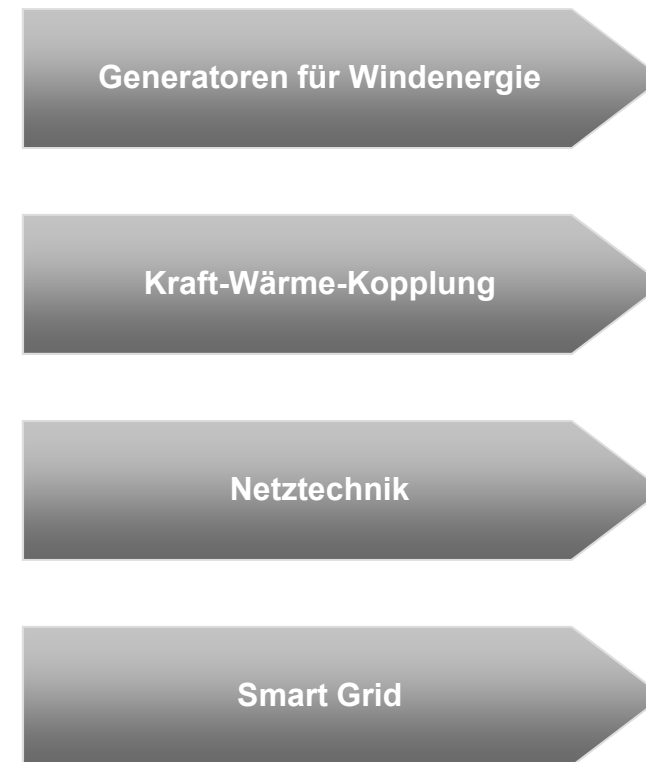 Generatoren für Windenergie
Kraft-Wärme-Kopplung
Netztechnik
Smart Grid